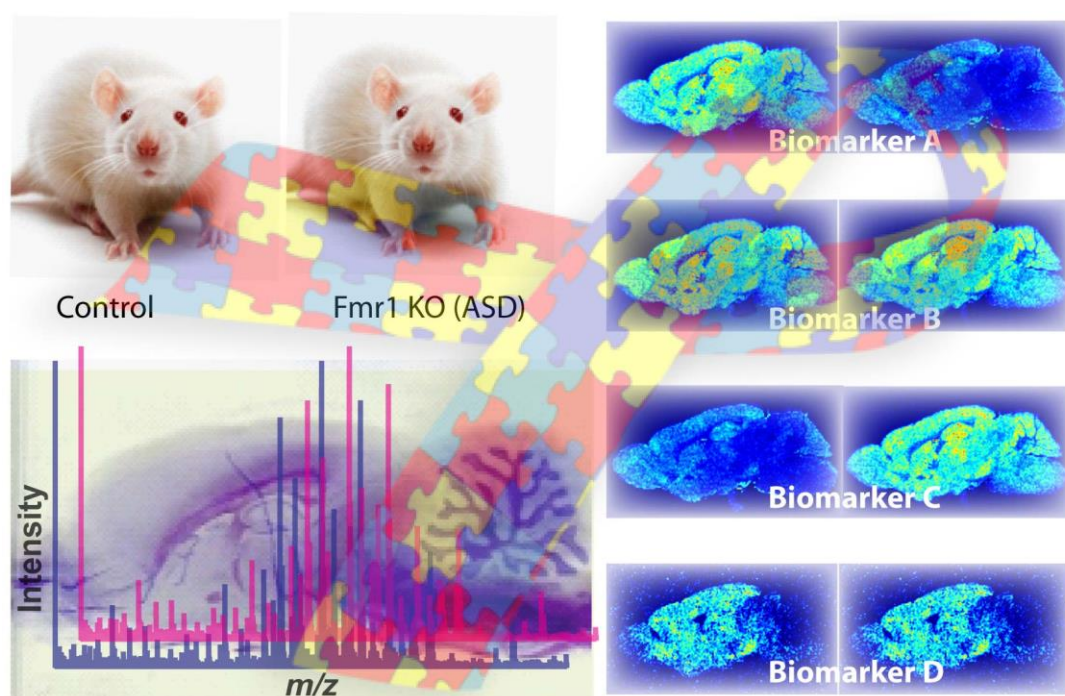 Control
Fmr1 KO (ASD)
Intensity
m/z
Biomarker A
Biomarker B
Biomarker C
Biomarker D